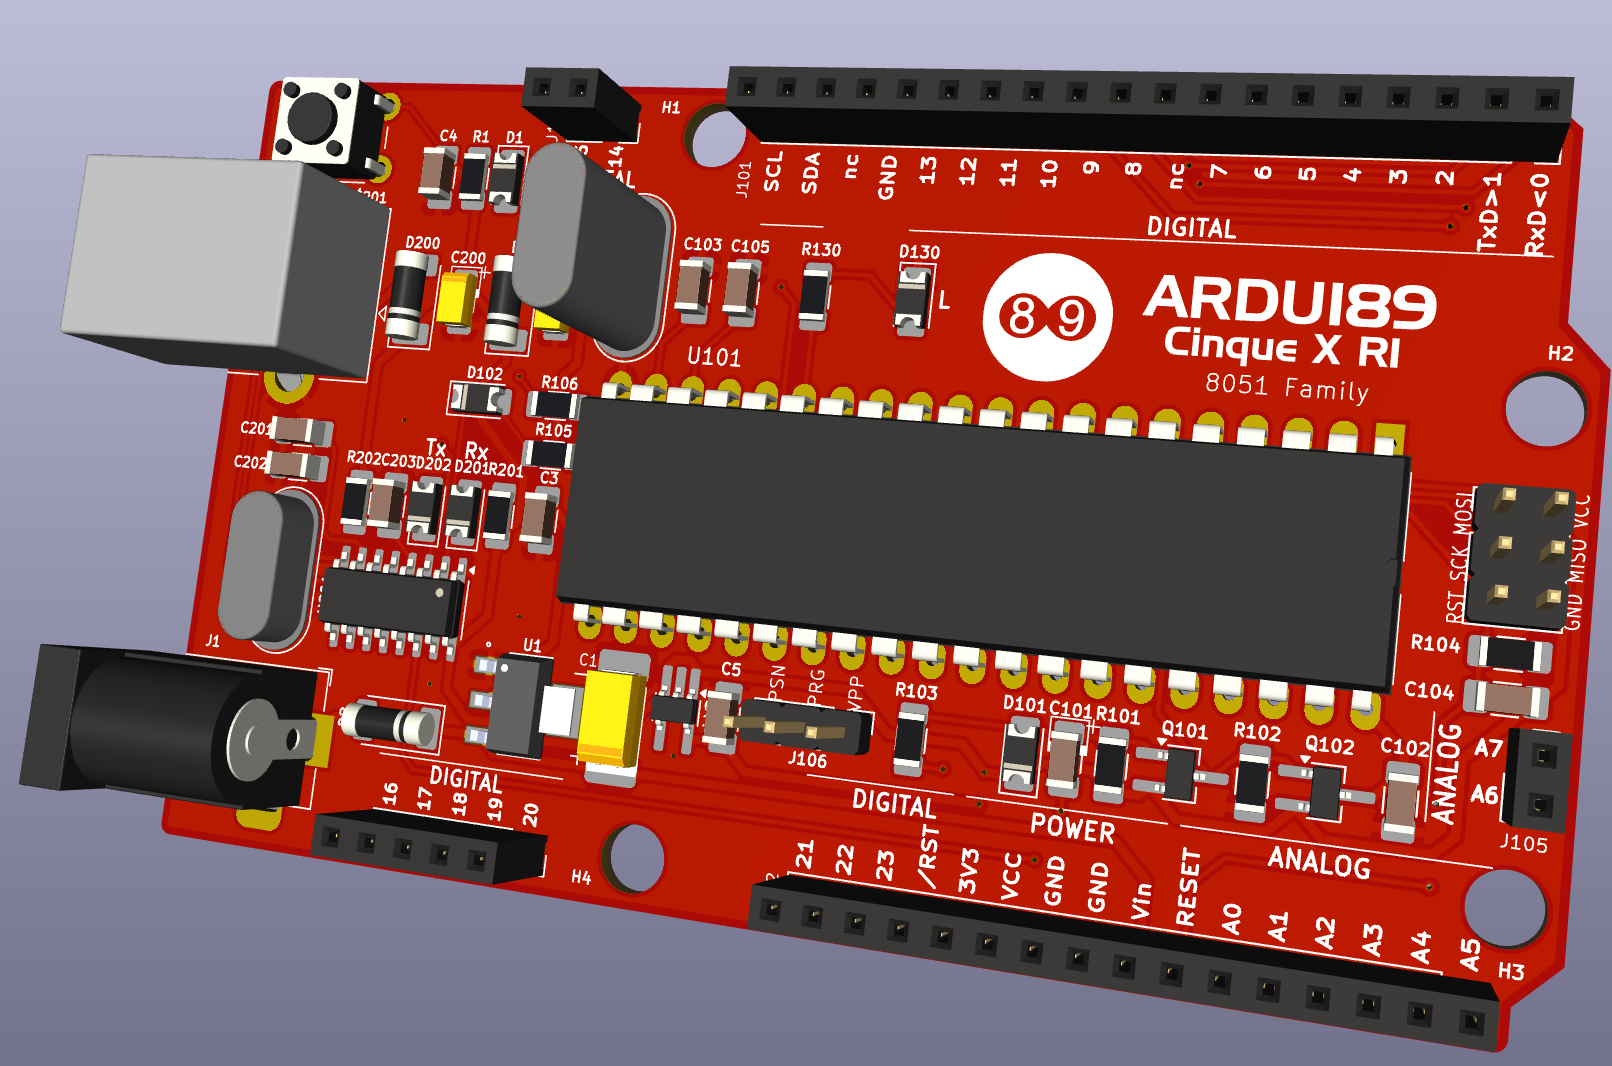 H1
C4
R1
D1
14
J101
SCL
SDA
nc
GND
13
12
11
10
9
8
nc
7
6
5
4
3
2
TxD>1
RxD<0
DIGITAL
D200
C200
C103
C105
R130
D130
L
89
ARDUI89
Cinque X RI
8051 Family
H2
U101
D102
R106
R105
C201
C202
Tx
Rx
R202
C203
D202
D201
R201
C3
RST SCK MOSI
GND MISO VCC
J1
U1
C1
C5
PSN
PRG
VPP
J106
R103
D101
C101
R101
Q101
R102
Q102
C102
R104
C104
ANALOG
A7
A6
J105
DIGITAL
16
17
18
19
20
H4
DIGITAL
POWER
ANALOG
21
22
23
/RST
3V3
VCC
GND
GND
Vin
RESET
A0
A1
A2
A3
A4
A5
H3